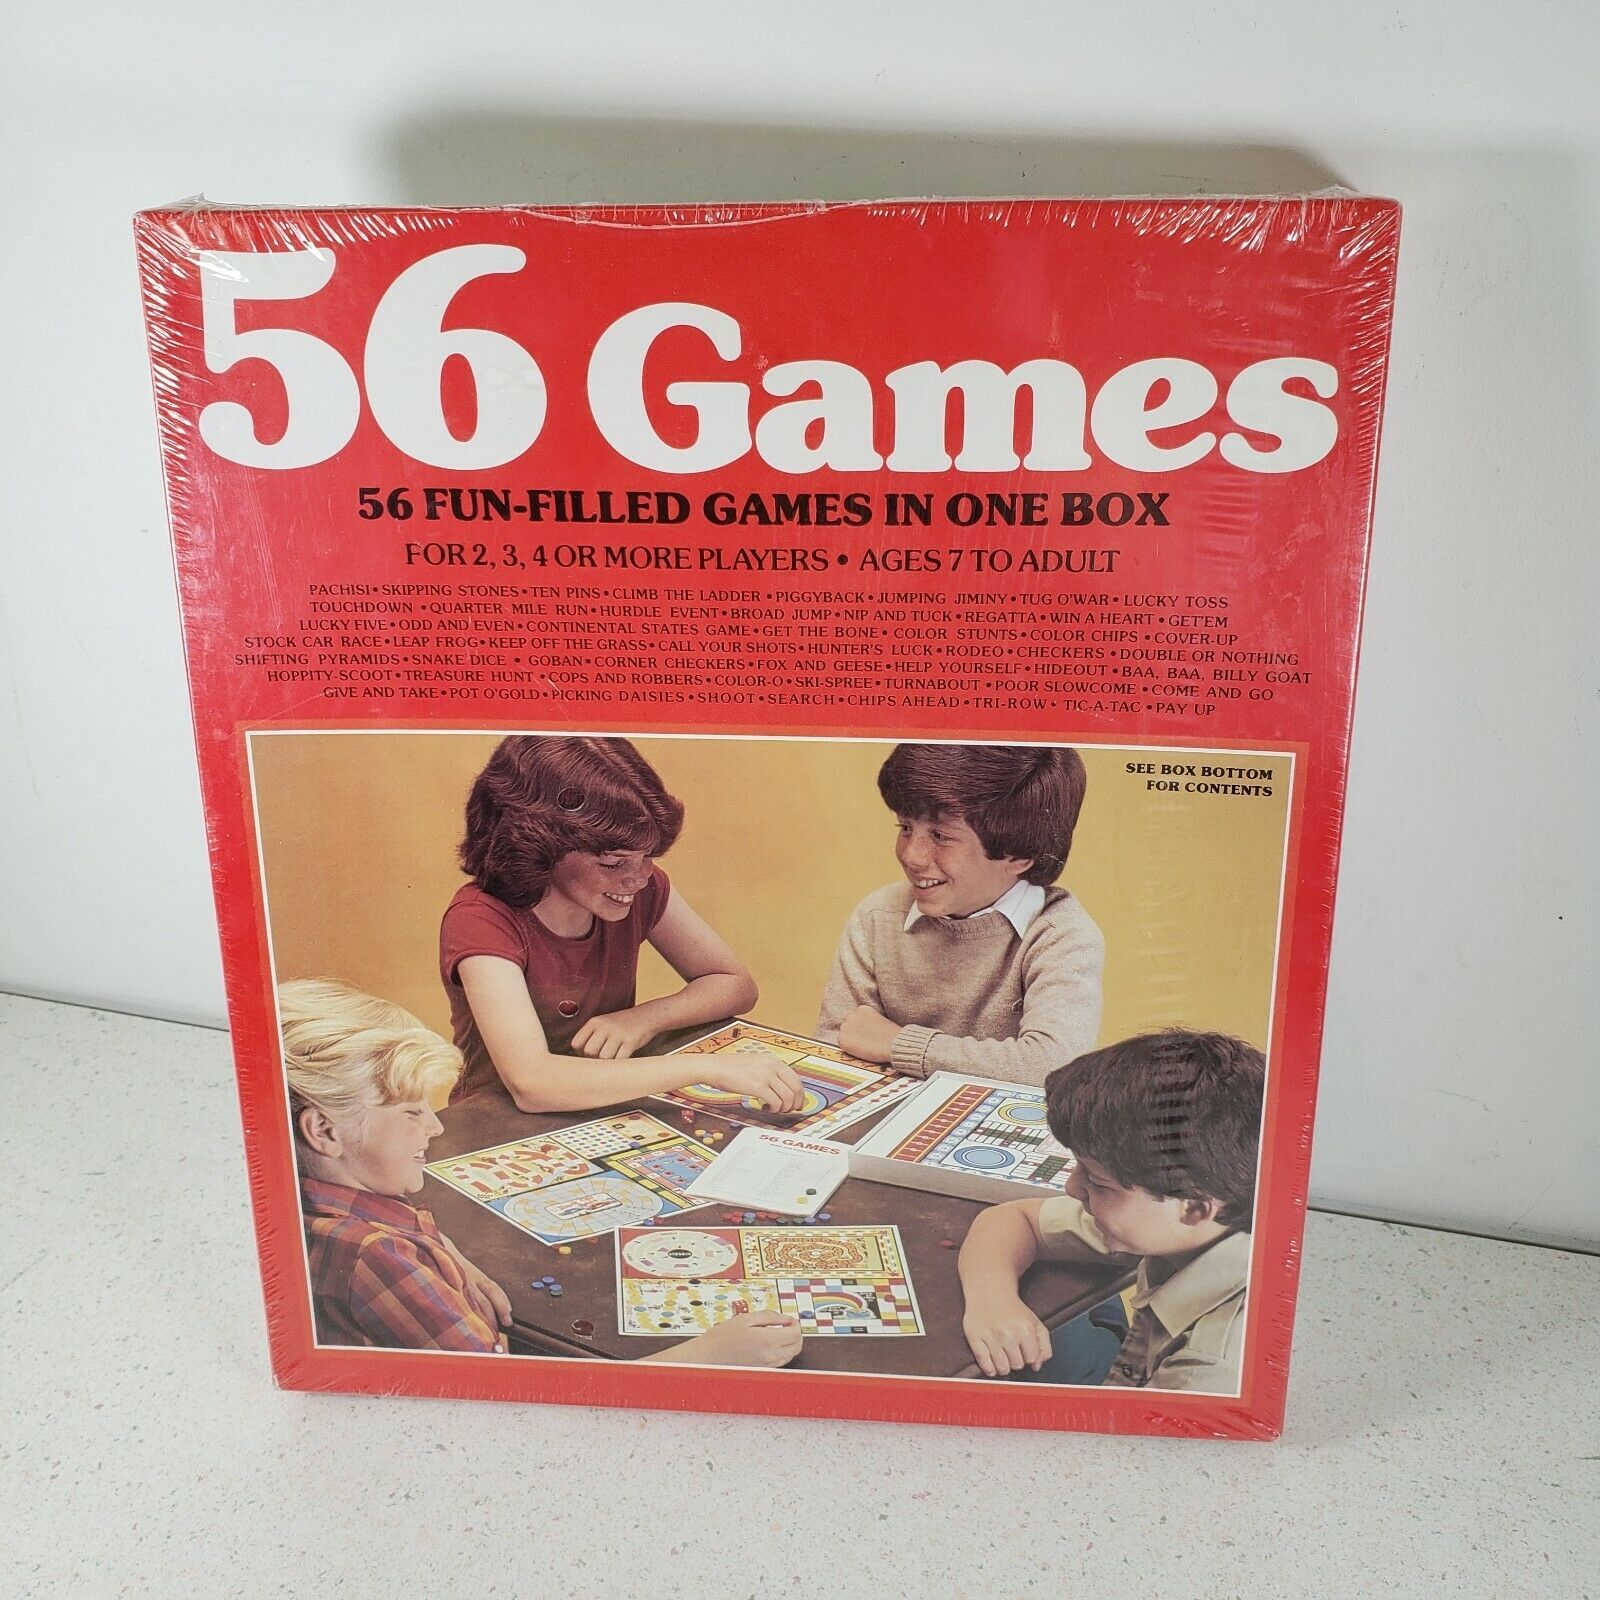 56 Games
56 FUN-FILLED GAMES IN ONE BOX
FOR 2, 3, 4 OR MORE PLAYERS • AGES 7 TO ADULT
PACHISI • SKIPPING STONES • TEN PINS • CLIMB THE LADDER • PIGGYBACK • JUMPING JIMINY • TUG O'WAR • LUCKY TOSS
TOUCHDOWN • QUARTER MILE RUN • HURDLE EVENT • BROAD JUMP • NIP AND TUCK • REGATTA • WIN A HEART • GET'EM
LUCKY FIVE • ODD AND EVEN • CONTINENTAL STATES GAME • GET THE BONE • COLOR STUNTS • COLOR CHIPS • COVER-UP
STOCK CAR RACE • LEAP FROG • KEEP OFF THE GRASS • CALL YOUR SHOTS • HUNTER'S LUCK • RODEO • CHECKERS • DOUBLE OR NOTHING
SHIFTING PYRAMIDS • SNAKE DICE • GOBAN • CORNER CHECKERS • FOX AND GEESE • HELP YOURSELF • HIDEOUT • BAA, BAA, BILLY GOAT
HOPPITY-SCOOT • TREASURE HUNT • COPS AND ROBBERS • COLOR-O • SKI-SPREE • TURNABOUT • POOR SLOWCOME • COME AND GO
GIVE AND TAKE • POT O'GOLD • PICKING DAISIES • SHOOT • SEARCH • CHIPS AHEAD • TRI-ROW • TIC-A-TAC • PAY UP
SEE BOX BOTTOM
FOR CONTENTS
56 GAMES